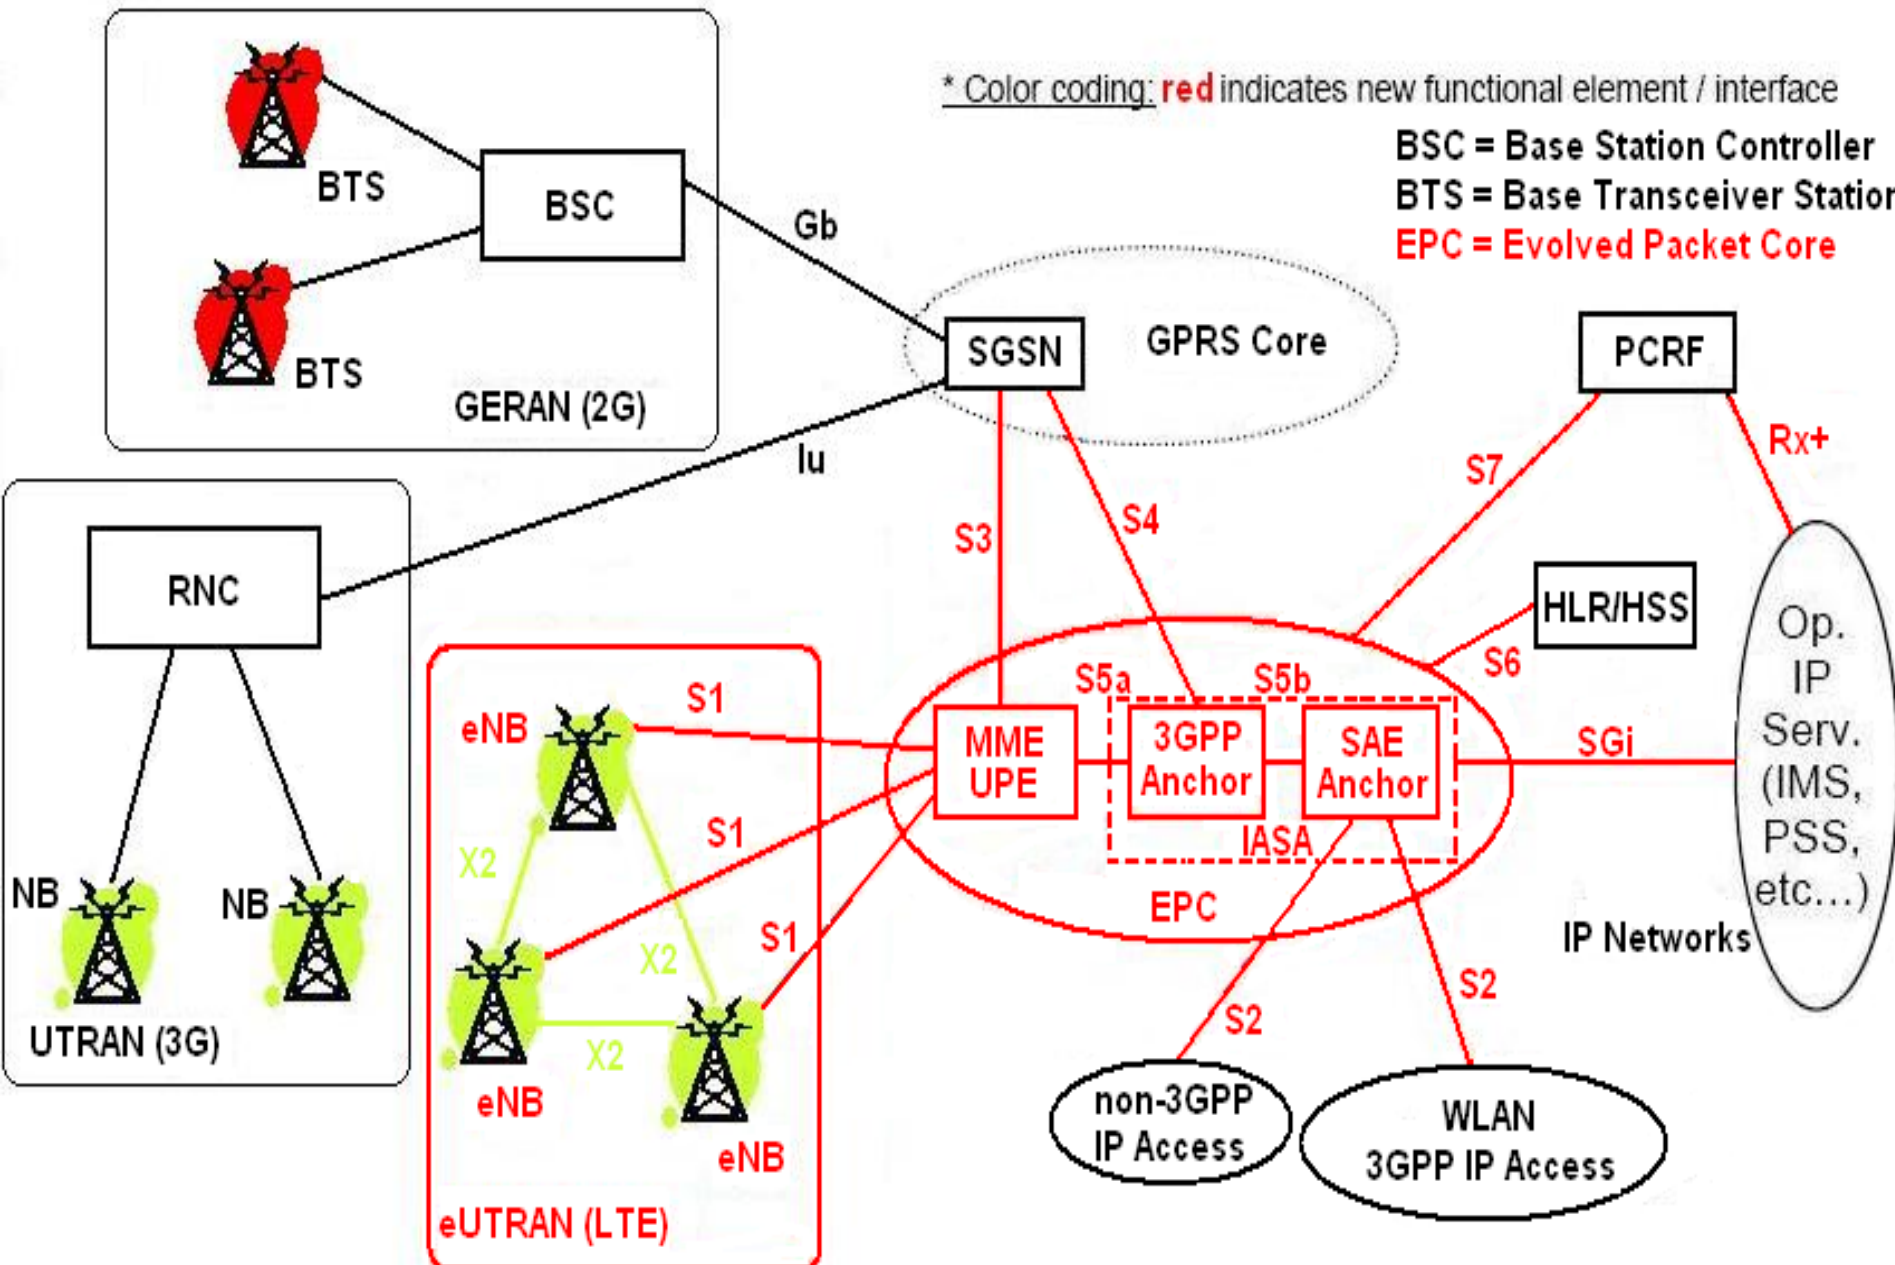 * Color coding: red indicates new functional element / interface
BSC = Base Station Controller
BTS = Base Transceiver Station
EPC = Evolved Packet Core
BTS
BSC
Gb
BTS
GERAN (2G)
SGSN
GPRS Core
PCRF
Iu
Rx+
S7
S3
S4
RNC
HLR/HSS
S6
Op.
IP
Serv.
(IMS,
PSS,
etc...)
IP Networks
NB
NB
UTRAN (3G)
eNB
S1
S1
S1
X2
X2
X2
eNB
eNB
eUTRAN (LTE)
S5a
S5b
MME
UPE
3GPP
Anchor
SAE
Anchor
IASA
EPC
SGi
S2
S2
non-3GPP
IP Access
WLAN
3GPP IP Access